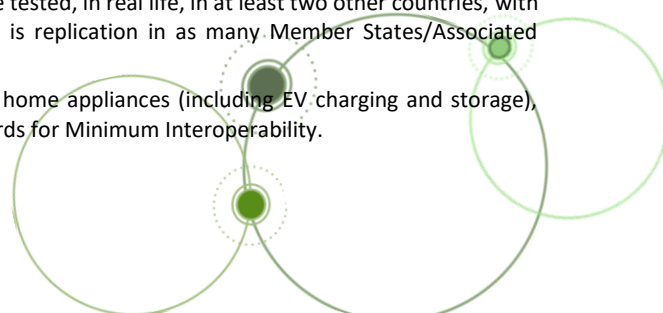 e tested, in real life, in at least two other countries, with
is replication in as many Member States/Associated
home appliances (including EV charging and storage),
rds for Minimum Interoperability.